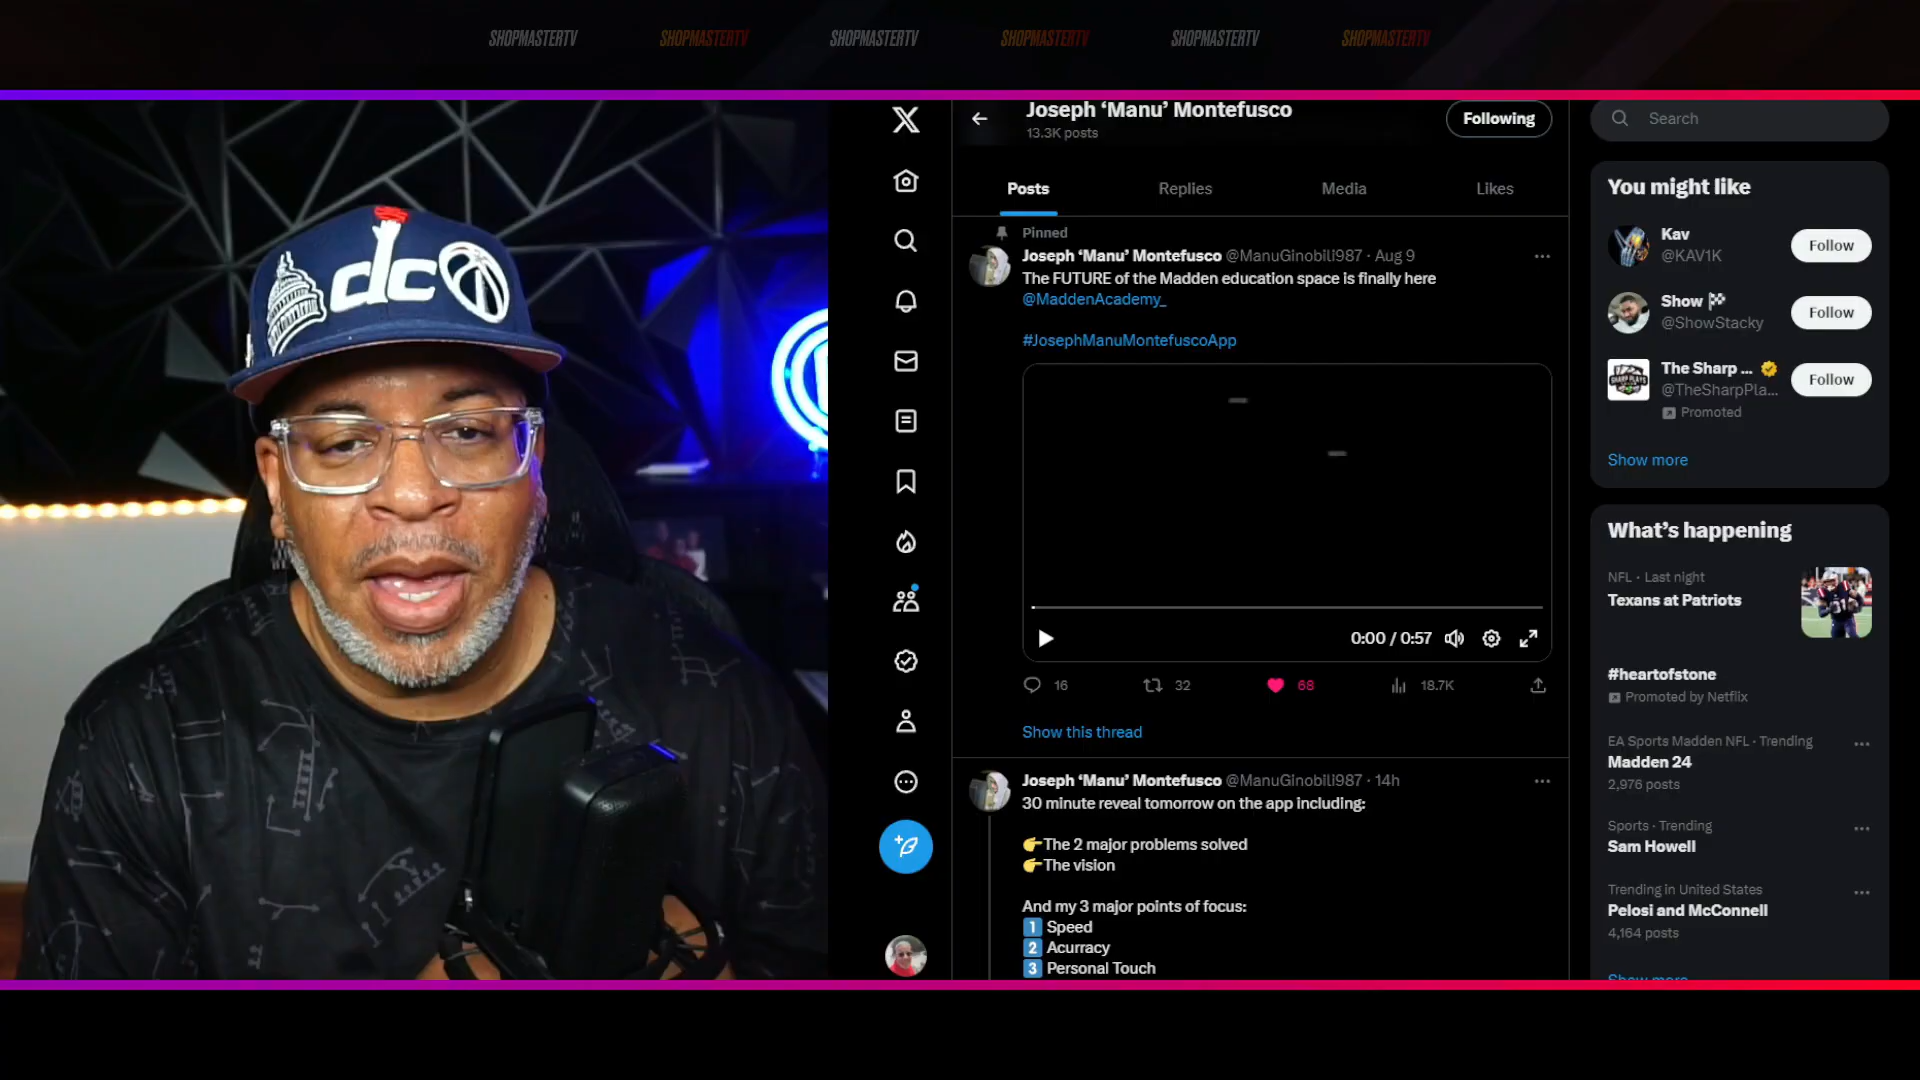 SHOPMASTERTV SHOPMASTERTV SHOPMASTERTV SHOPMASTERTV SHOPMASTERTV SHOPMASTERTV
dc
Joseph ‘Manu’ Montefusco
13.3K posts
Following
Posts Replies Media Likes
Pinned
Joseph ‘Manu’ Montefusco @ManuGinobili987 · Aug 9
The FUTURE of the Madden education space is finally here
@MaddenAcademy_
#JosephManuMontefuscoApp
0:00 / 0:57
16 32 68 18.7K
Show this thread
Joseph ‘Manu’ Montefusco @ManuGinobili987 · 14h
30 minute reveal tomorrow on the app including:
👉The 2 major problems solved
👉The vision
And my 3 major points of focus:
1 Speed
2 Acurracy
3 Personal Touch
Search
You might like
Kav
@KAV1K
Follow
Show 🏁
@ShowStacky
Follow
The Sharp ...
@TheSharpPla...
Promoted
Follow
Show more
What’s happening
NFL · Last night
Texans at Patriots
#heartofstone
Promoted by Netflix
EA Sports Madden NFL · Trending
Madden 24
2,976 posts
Sports · Trending
Sam Howell
Trending in United States
Pelosi and McConnell
4,164 posts
Show more